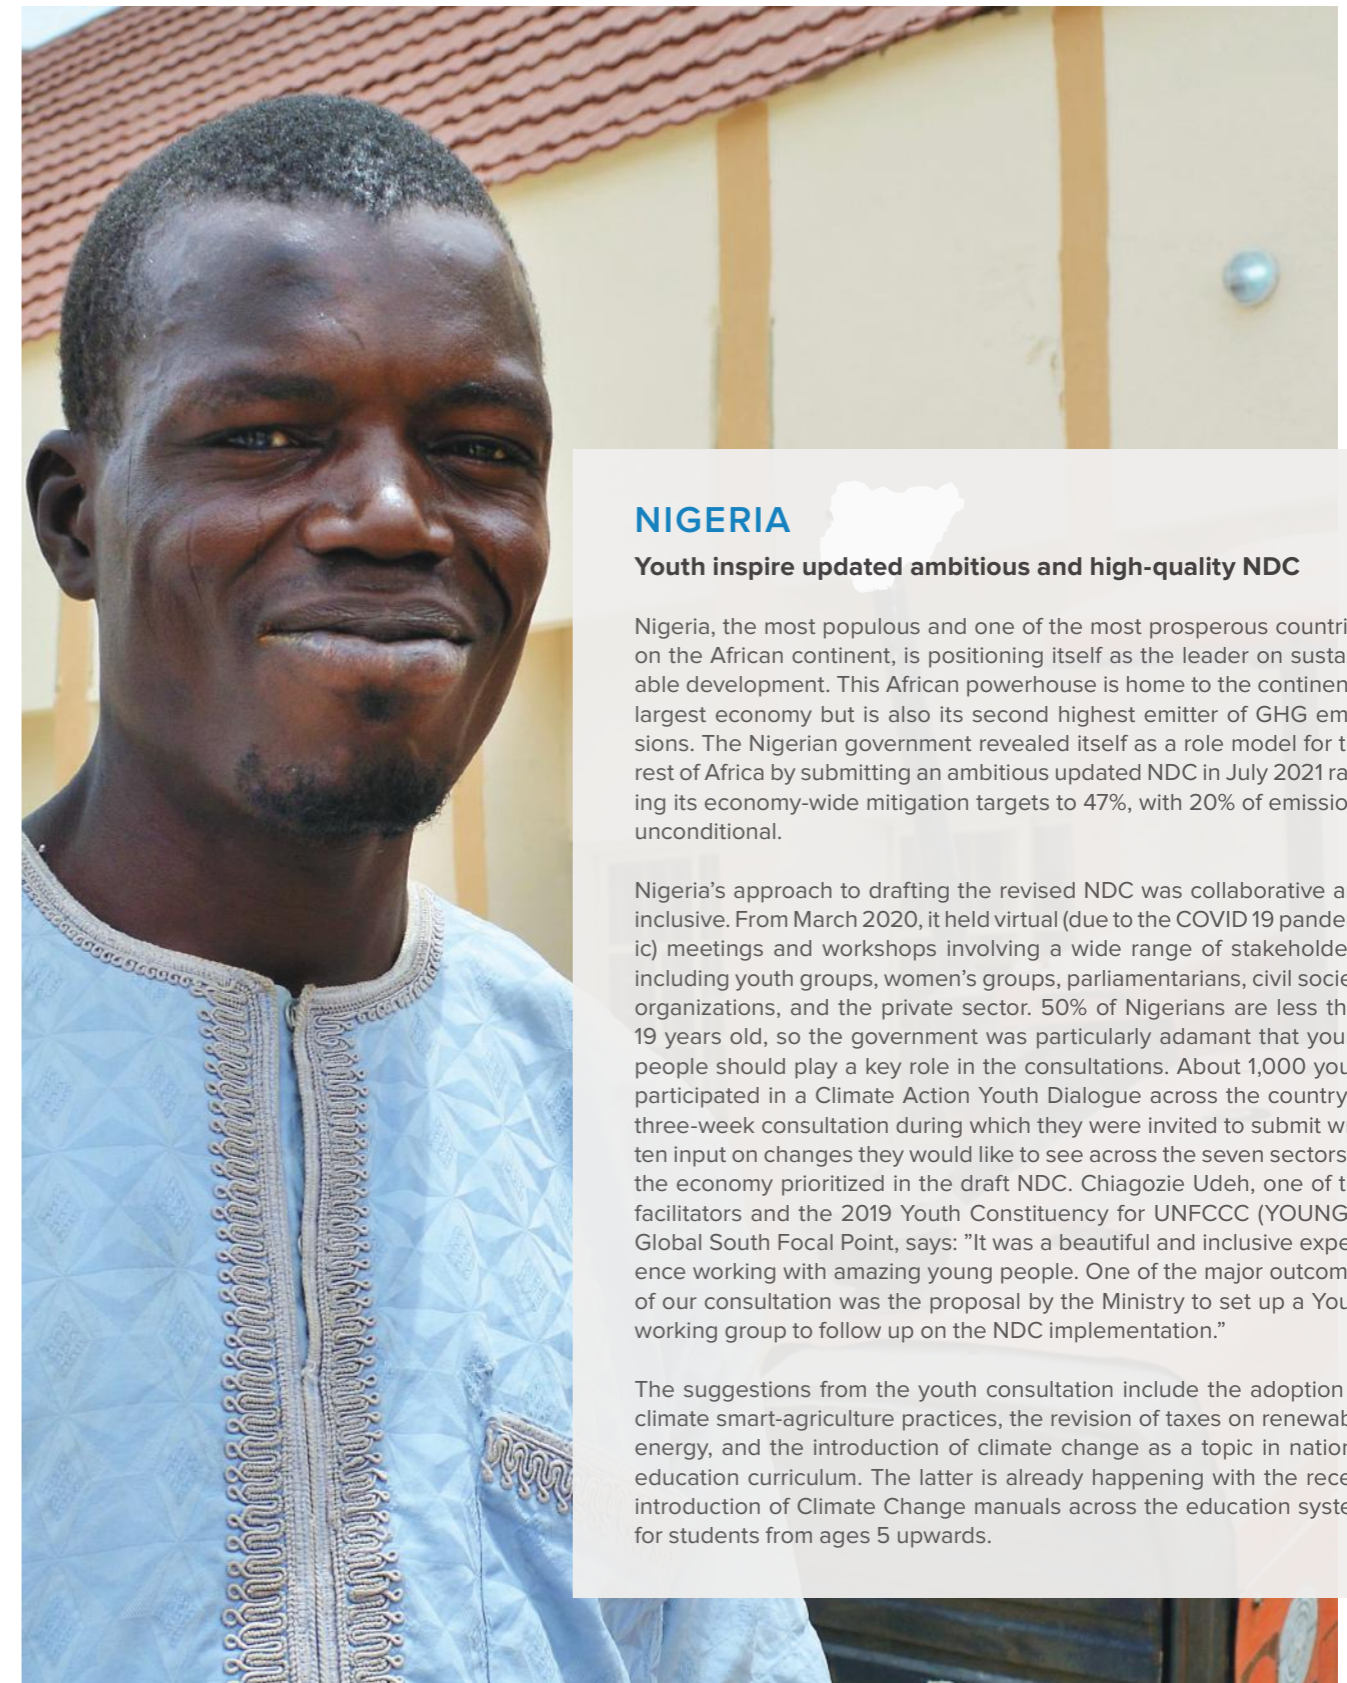 NIGERIA
Youth inspire updated ambitious and high-quality NDC
Nigeria, the most populous and one of the most prosperous countri
on the African continent, is positioning itself as the leader on susta
able development. This African powerhouse is home to the continen
largest economy but is also its second highest emitter of GHG em
sions. The Nigerian government revealed itself as a role model for t
rest of Africa by submitting an ambitious updated NDC in July 2021 ra
ing its economy-wide mitigation targets to 47%, with 20% of emissio
unconditional.
Nigeria’s approach to drafting the revised NDC was collaborative a
inclusive. From March 2020, it held virtual (due to the COVID 19 pande
ic) meetings and workshops involving a wide range of stakeholde
including youth groups, women’s groups, parliamentarians, civil socie
organizations, and the private sector. 50% of Nigerians are less th
19 years old, so the government was particularly adamant that you
people should play a key role in the consultations. About 1,000 you
participated in a Climate Action Youth Dialogue across the country
three-week consultation during which they were invited to submit w
ten input on changes they would like to see across the seven sectors
the economy prioritized in the draft NDC. Chiagozie Udeh, one of t
facilitators and the 2019 Youth Constituency for UNFCCC (YOUNG
Global South Focal Point, says: ”It was a beautiful and inclusive expe
ence working with amazing young people. One of the major outcom
of our consultation was the proposal by the Ministry to set up a You
working group to follow up on the NDC implementation.”
The suggestions from the youth consultation include the adoption
climate smart-agriculture practices, the revision of taxes on renewab
energy, and the introduction of climate change as a topic in nation
education curriculum. The latter is already happening with the rece
introduction of Climate Change manuals across the education syste
for students from ages 5 upwards.